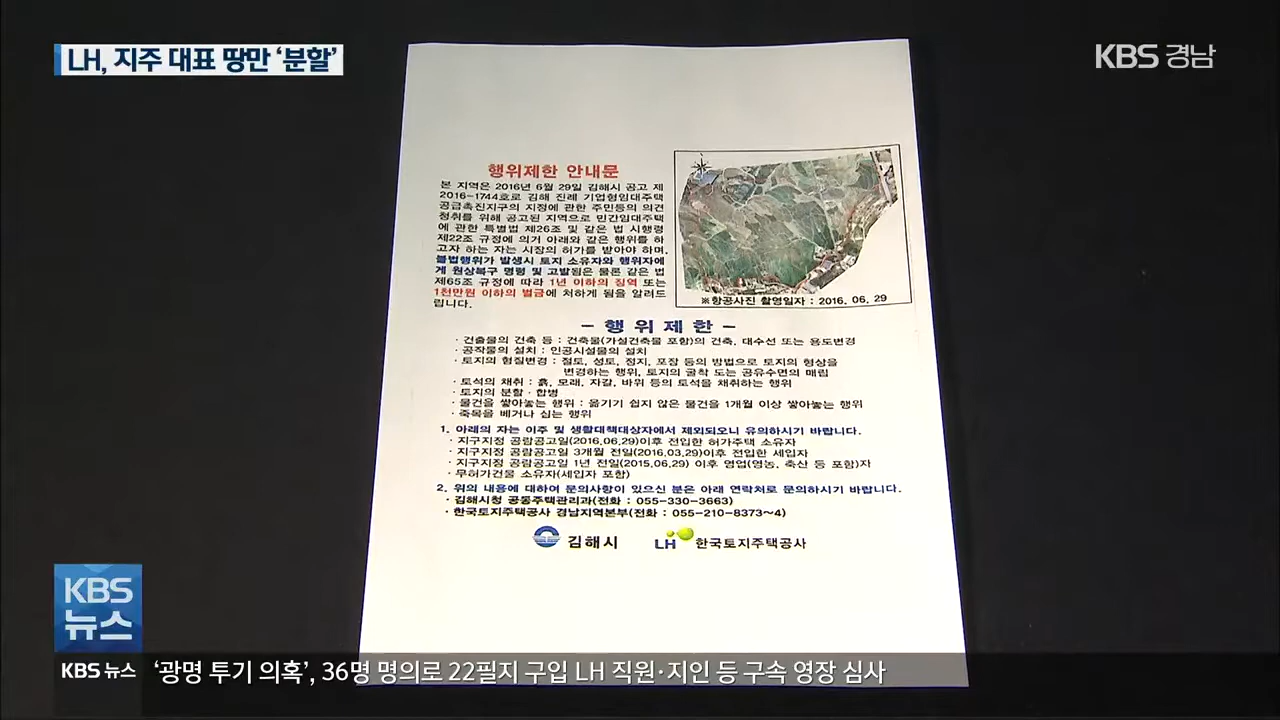 LH, 지주 대표 땅만 ‘분할’
KBS 경남
행위제한 안내문
본 지역은 2016년 6월 29일 김해시 공고 제
2016-1744호로 김해 진례 기업형임대주택
공급촉진지구의 지정에 관한 주민등의 의견
청취를 위해 공고된 지역으로 민간임대주택
에 관한 특별법 제26조 및 같은 법 시행령
제22조 규정에 의거 아래와 같은 행위를 하
고자 하는 자는 시장의 허가를 받아야 하며,
불법행위가 발생시 토지 소유자와 행위자에
게 원상복구 명령 및 고발됨은 물론 같은 법
제65조 규정에 따라 1년 이하의 징역 또는
1천만원 이하의 벌금에 처하게 됨을 알려드
립니다.
※항공사진 촬영일자 : 2016. 06. 29
- 행 위 제 한 -
· 건출물의 건축 등 : 건축물(가설건축물 포함)의 건축, 대수선 또는 용도변경
· 공작물의 설치 : 인공시설물의 설치
· 토지의 형질변경 : 절토, 성토, 정지, 포장 등의 방법으로 토지의 형상을
변경하는 행위, 토지의 굴착 또는 공유수면의 매립
· 토석의 채취 : 흙, 모래, 자갈, 바위 등의 토석을 채취하는 행위
· 토지의 분할·합병
· 물건을 쌓아놓는 행위 : 옮기기 쉽지 않은 물건을 1개월 이상 쌓아놓는 행위
· 죽목을 베거나 심는 행위
1. 아래의 자는 이주 및 생활대책대상자에서 제외되오니 유의하시기 바랍니다.
· 지구지정 공람공고일(2016.06.29)이후 전입한 허가주택 소유자
· 지구지정 공람공고일 3개월 전일(2016.03.29)이후 전입한 세입자
· 지구지정 공람공고일 1년 전일(2015.06.29) 이후 영업(영농, 축산 등 포함)자
· 무허가건물 소유자(세입자 포함)
2. 위의 내용에 대하여 문의사항이 있으신 분은 아래 연락처로 문의하시기 바랍니다.
· 김해시청 공동주택관리과(전화 : 055-330-3663)
· 한국토지주택공사 경남지역본부(전화 : 055-210-8373~4)
김해시 LH 한국토지주택공사
KBS
뉴스
KBS 뉴스 ‘광명 투기 의혹’, 36명 명의로 22필지 구입 LH 직원·지인 등 구속 영장 심사